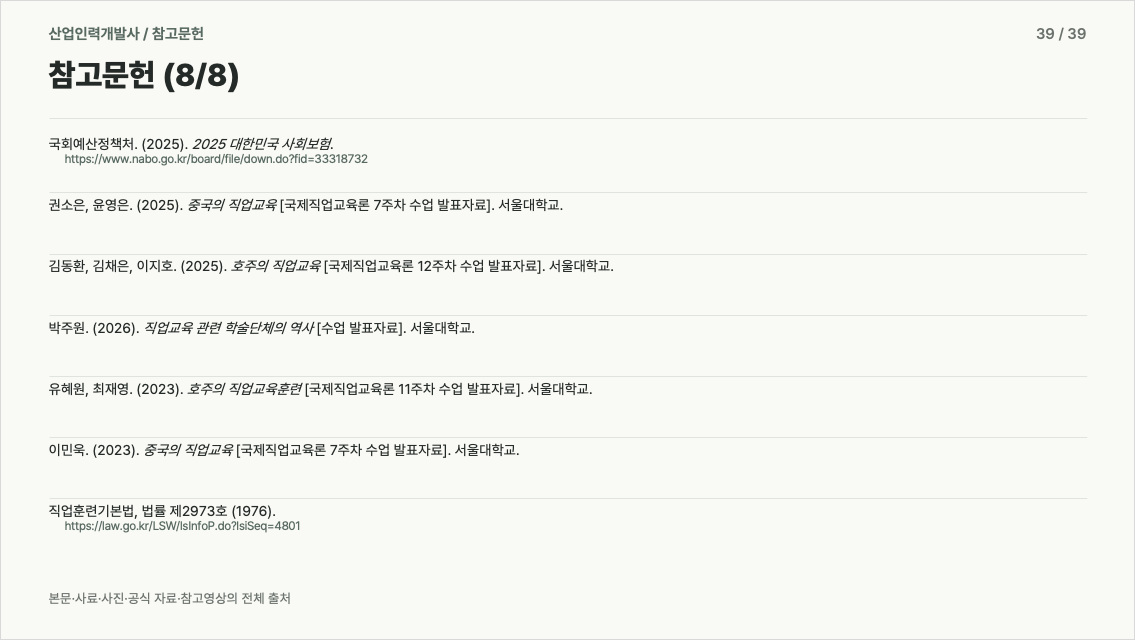 산업인력개발사 / 참고문헌
39 / 39
참고문헌 (8/8)
국회예산정책처. (2025). 2025 대한민국 사회보험.
https://www.nabo.go.kr/board/file/down.do?fid=33318732
권소은, 윤영은. (2025). 중국의 직업교육 [국제직업교육론 7주차 수업 발표자료]. 서울대학교.
김동환, 김채은, 이지호. (2025). 호주의 직업교육 [국제직업교육론 12주차 수업 발표자료]. 서울대학교.
박주원. (2026). 직업교육 관련 학술단체의 역사 [수업 발표자료]. 서울대학교.
유혜원, 최재영. (2023). 호주의 직업교육훈련 [국제직업교육론 11주차 수업 발표자료]. 서울대학교.
이민욱. (2023). 중국의 직업교육 [국제직업교육론 7주차 수업 발표자료]. 서울대학교.
직업훈련기본법, 법률 제2973호 (1976).
https://law.go.kr/LSW/lsInfoP.do?lsiSeq=4801
본문·사료·사진·공식 자료·참고영상의 전체 출처